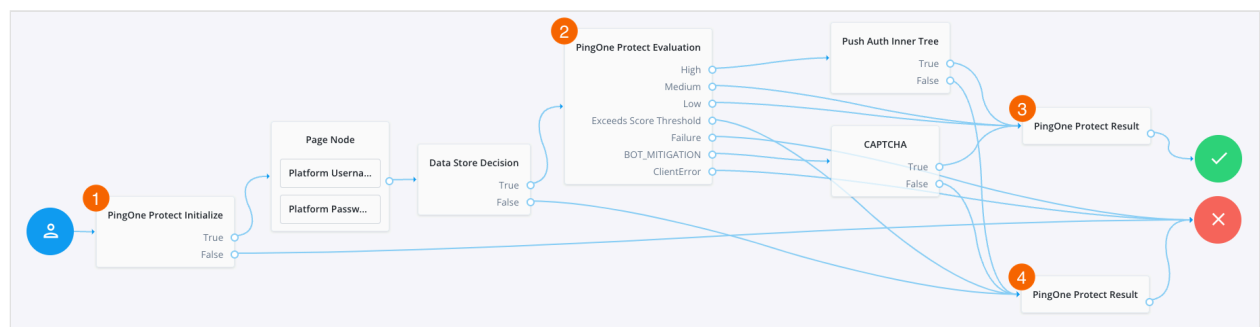 1
PingOne Protect Initialize
True
False
Page Node
Platform Userna...
Platform Passw...
Data Store Decision
True
False
2
PingOne Protect Evaluation
High
Medium
Low
Exceeds Score Threshold
Failure
BOT_MITIGATION
ClientError
Push Auth Inner Tree
True
False
CAPTCHA
True
False
3
PingOne Protect Result
4
PingOne Protect Result